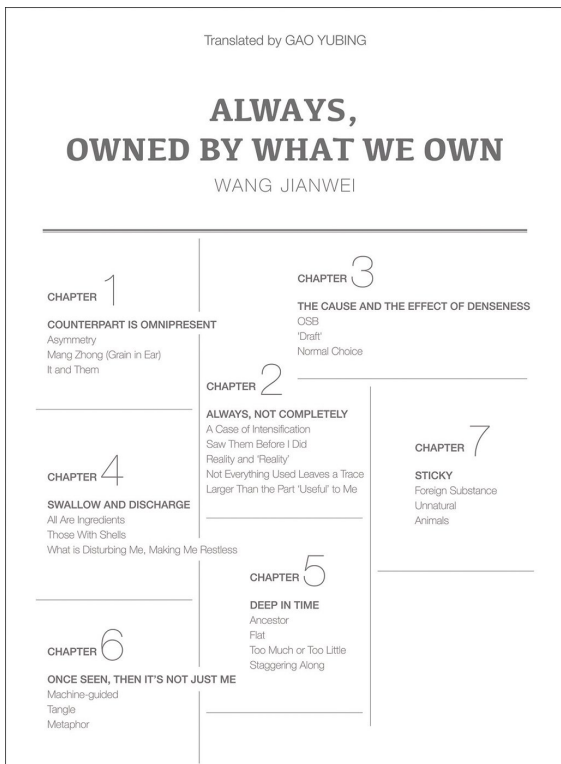 Translated by GAO YUBING
ALWAYS,
OWNED BY WHAT WE OWN
WANG JIANWEI
CHAPTER 1
COUNTERPART IS OMNIPRESENT
Asymmetry
Mang Zhong (Grain in Ear)
It and Them
CHAPTER 2
ALWAYS, NOT COMPLETELY
A Case of Intensification
Saw Them Before I Did
Reality and ‘Reality’
Not Everything Used Leaves a Trace
Larger Than the Part ‘Useful’ to Me
CHAPTER 3
THE CAUSE AND THE EFFECT OF DENSENESS
OSB
‘Draft’
Normal Choice
CHAPTER 4
SWALLOW AND DISCHARGE
All Are Ingredients
Those With Shells
What is Disturbing Me, Making Me Restless
CHAPTER 5
DEEP IN TIME
Ancestor
Flat
Too Much or Too Little
Staggering Along
CHAPTER 6
ONCE SEEN, THEN IT’S NOT JUST ME
Machine-guided
Tangle
Metaphor
CHAPTER 7
STICKY
Foreign Substance
Unnatural
Animals